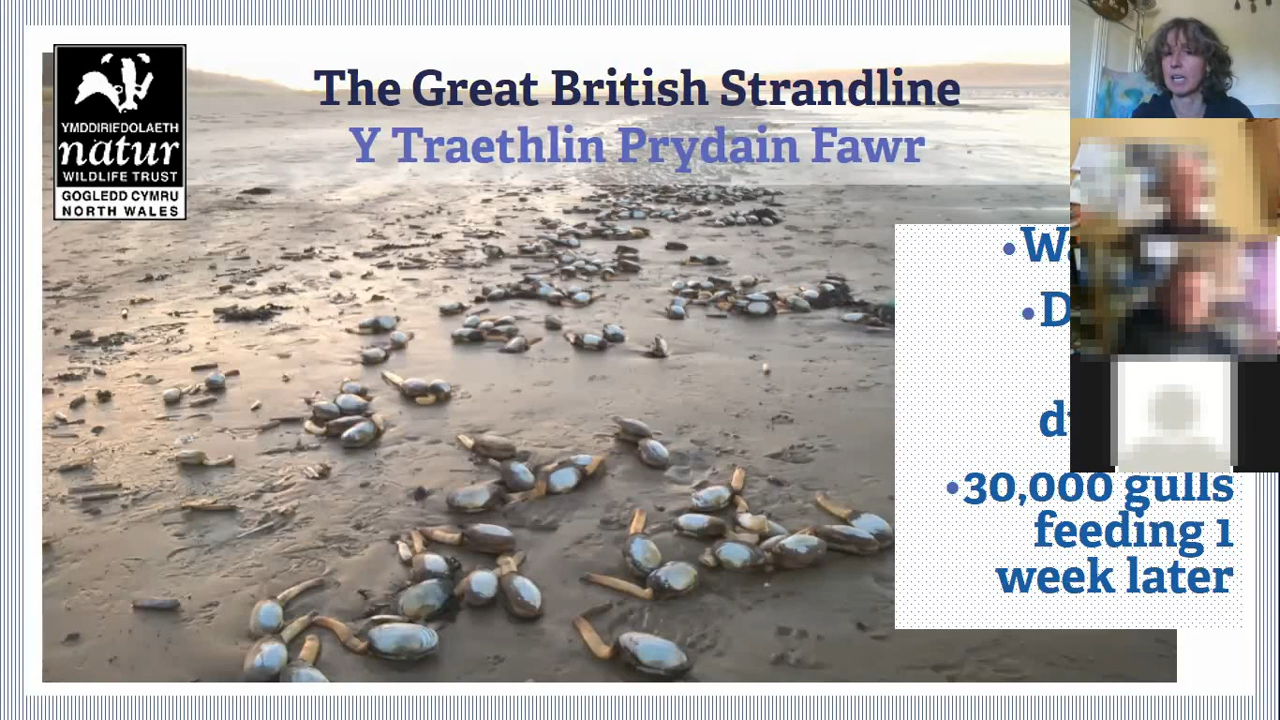 The Great British Strandline
Y Traethlin Prydain Fawr
YMDDIRIEDOLAETH
natur
WILDLIFE TRUST
GOGLEDD CYMRU
NORTH WALES
•30,000 gulls
feeding 1
week later